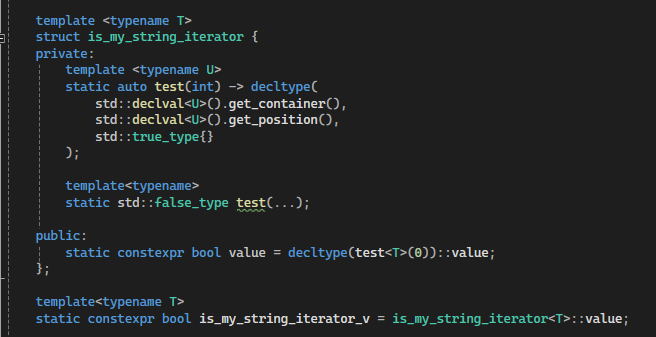 template <typename T>
struct is_my_string_iterator {
private:
    template <typename U>
    static auto test(int) -> decltype(
        std::declval<U>().get_container(),
        std::declval<U>().get_position(),
        std::true_type{}
    );

    template<typename>
    static std::false_type test(...);

public:
    static constexpr bool value = decltype(test<T>(0))::value;
};

template<typename T>
static constexpr bool is_my_string_iterator_v = is_my_string_iterator<T>::value;